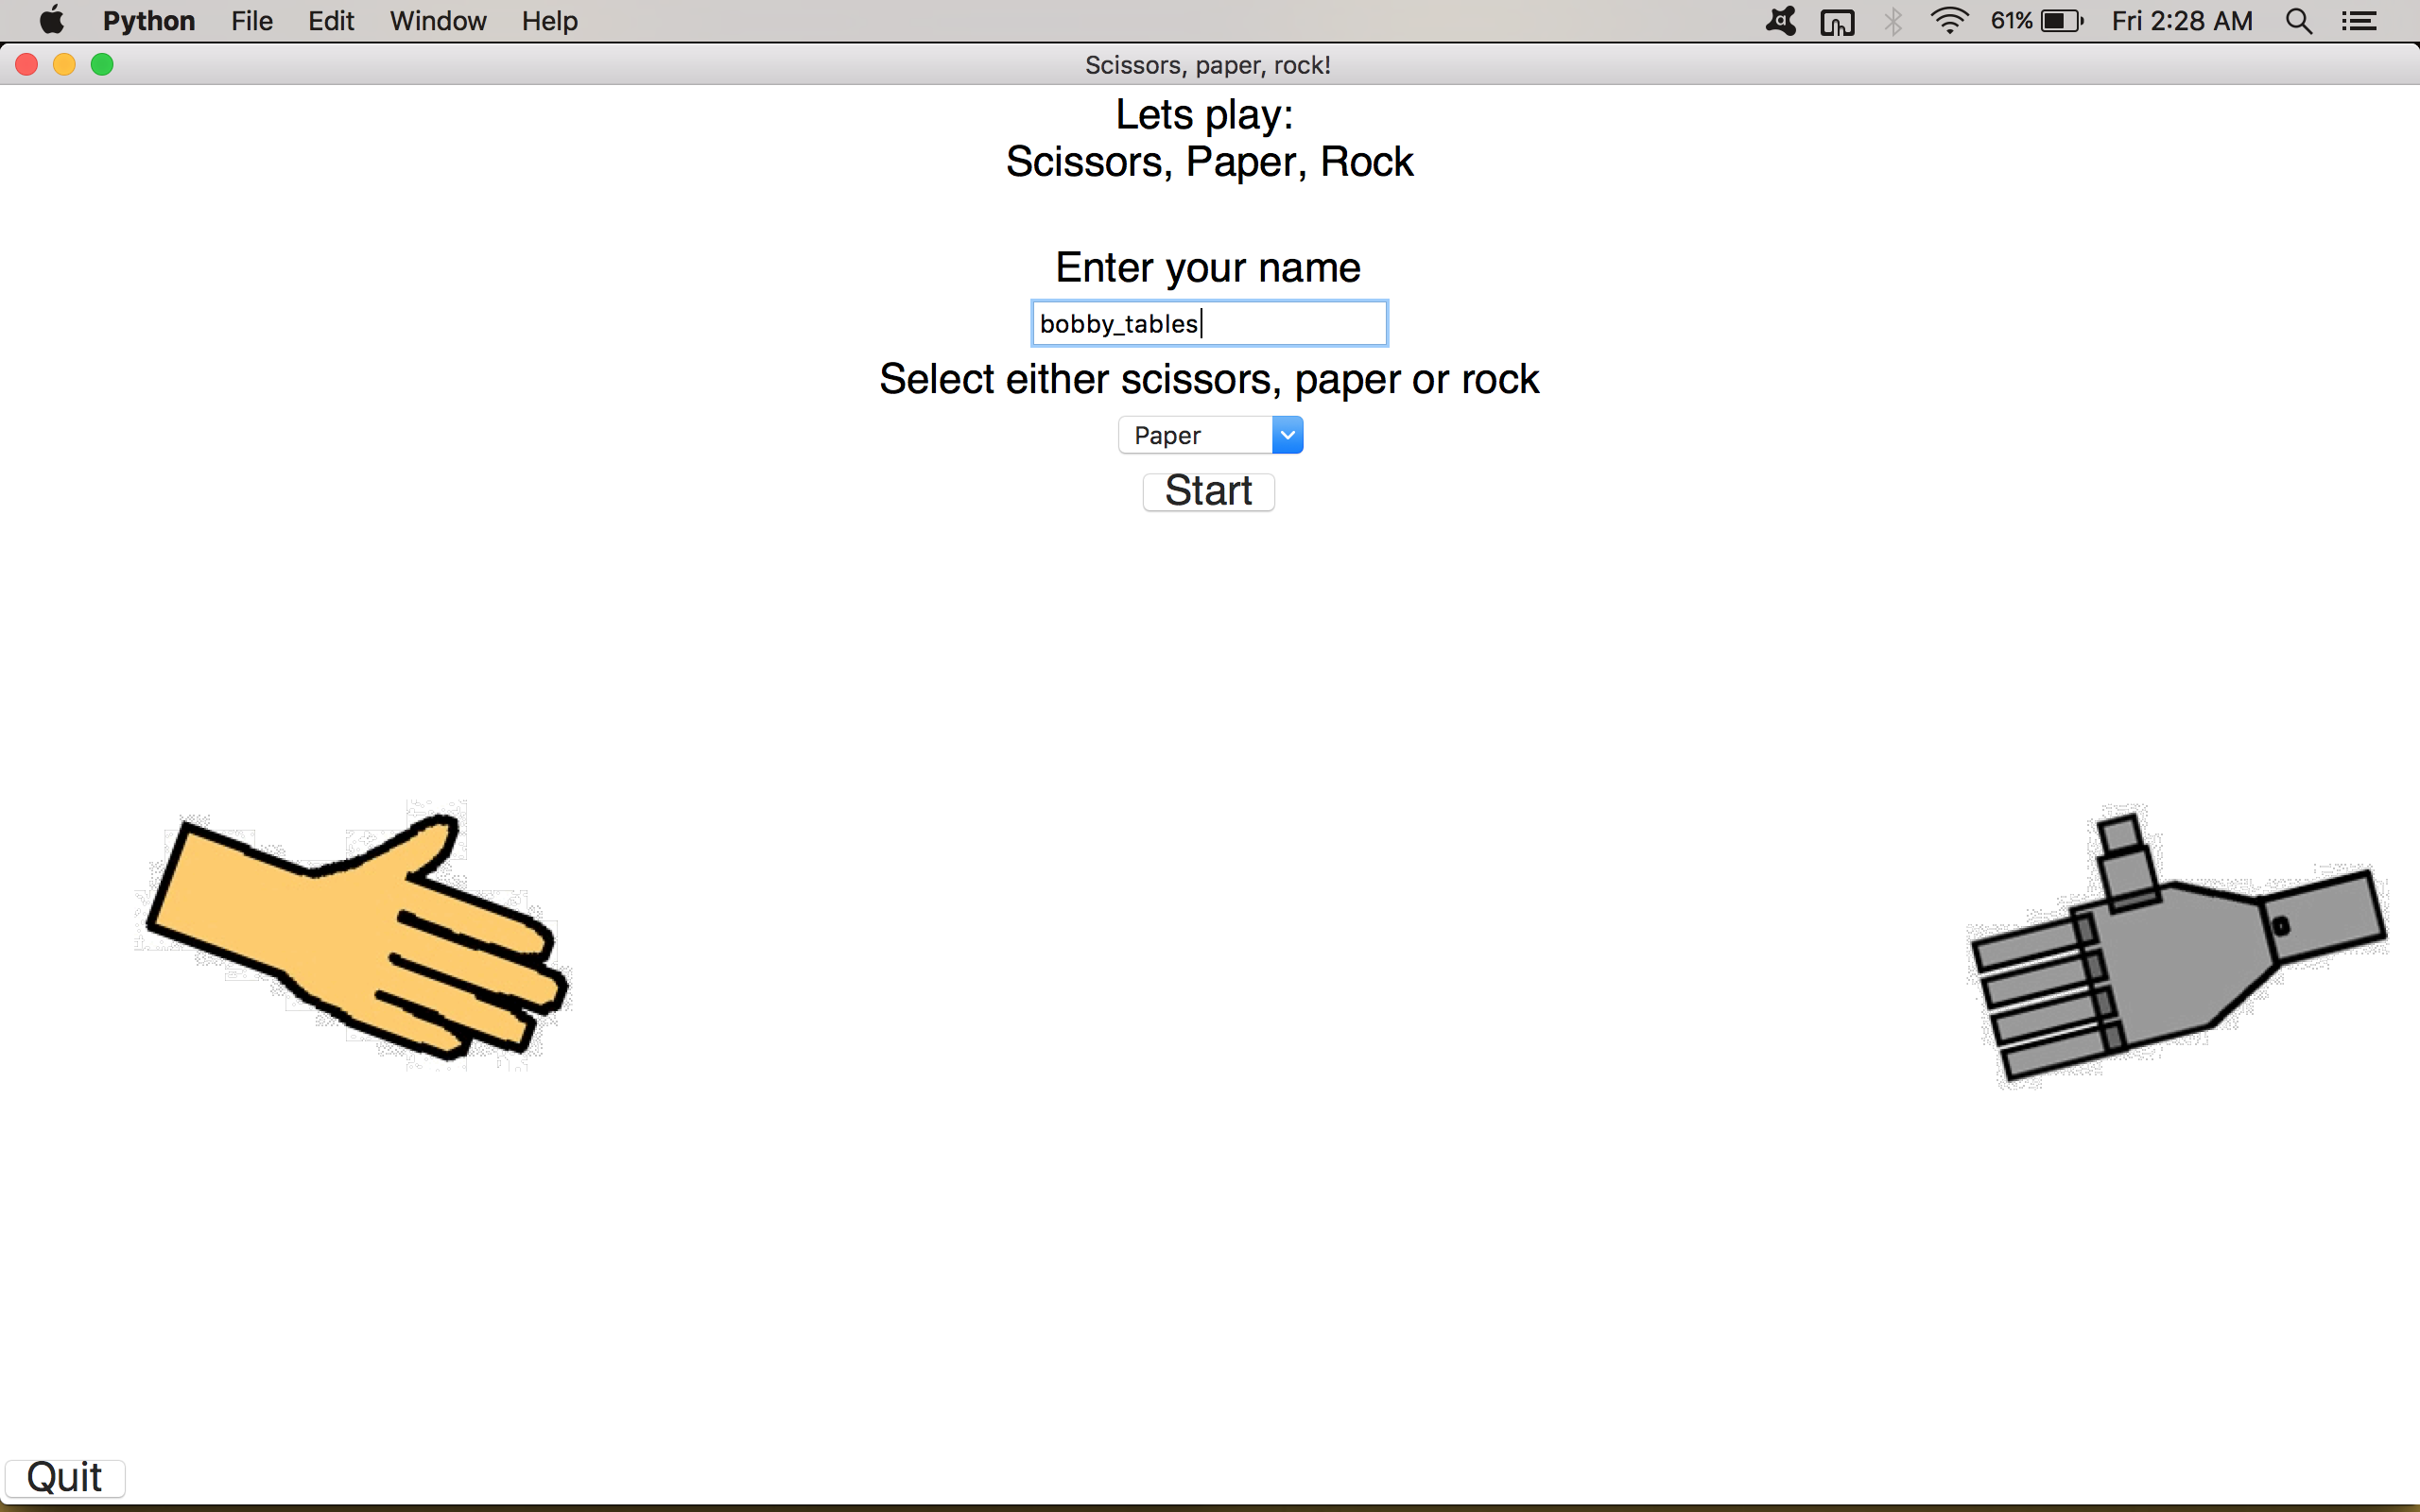 Python File Edit Window Help 61% Fri 2:28 AM
Scissors, paper, rock!
Lets play:
Scissors, Paper, Rock
Enter your name
bobby_tables
Select either scissors, paper or rock
Paper
Start
Quit